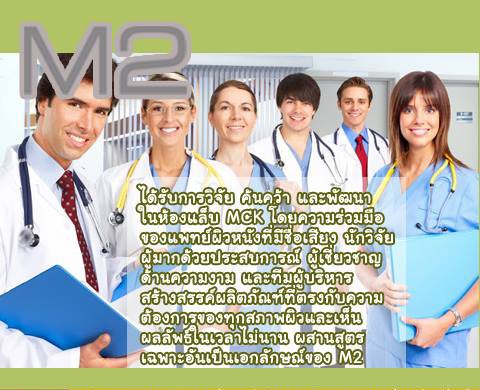 M2
ได้รับการวิจัย ค้นคว้า และพัฒนา
ในห้องแล็บ MCK โดยความร่วมมือ
ของแพทย์ผิวหนังที่มีชื่อเสียง นักวิจัย
ผู้มากด้วยประสบการณ์ ผู้เชี่ยวชาญ
ด้านความงาม และทีมผู้บริหาร
สร้างสรรค์ผลิตภัณฑ์ที่ตรงกับความ
ต้องการของทุกสภาพผิวและเห็น
ผลลัพธ์ในเวลาไม่นาน ผสานสูตร
เฉพาะอันเป็นเอกลักษณ์ของ M2